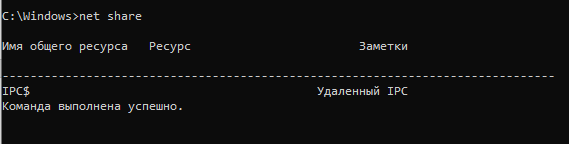 C:\Windows>net share
Имя общего ресурса   Ресурс                            Заметки
-------------------------------------------------------------------------------
IPC$                                         Удаленный IPC
Команда выполнена успешно.